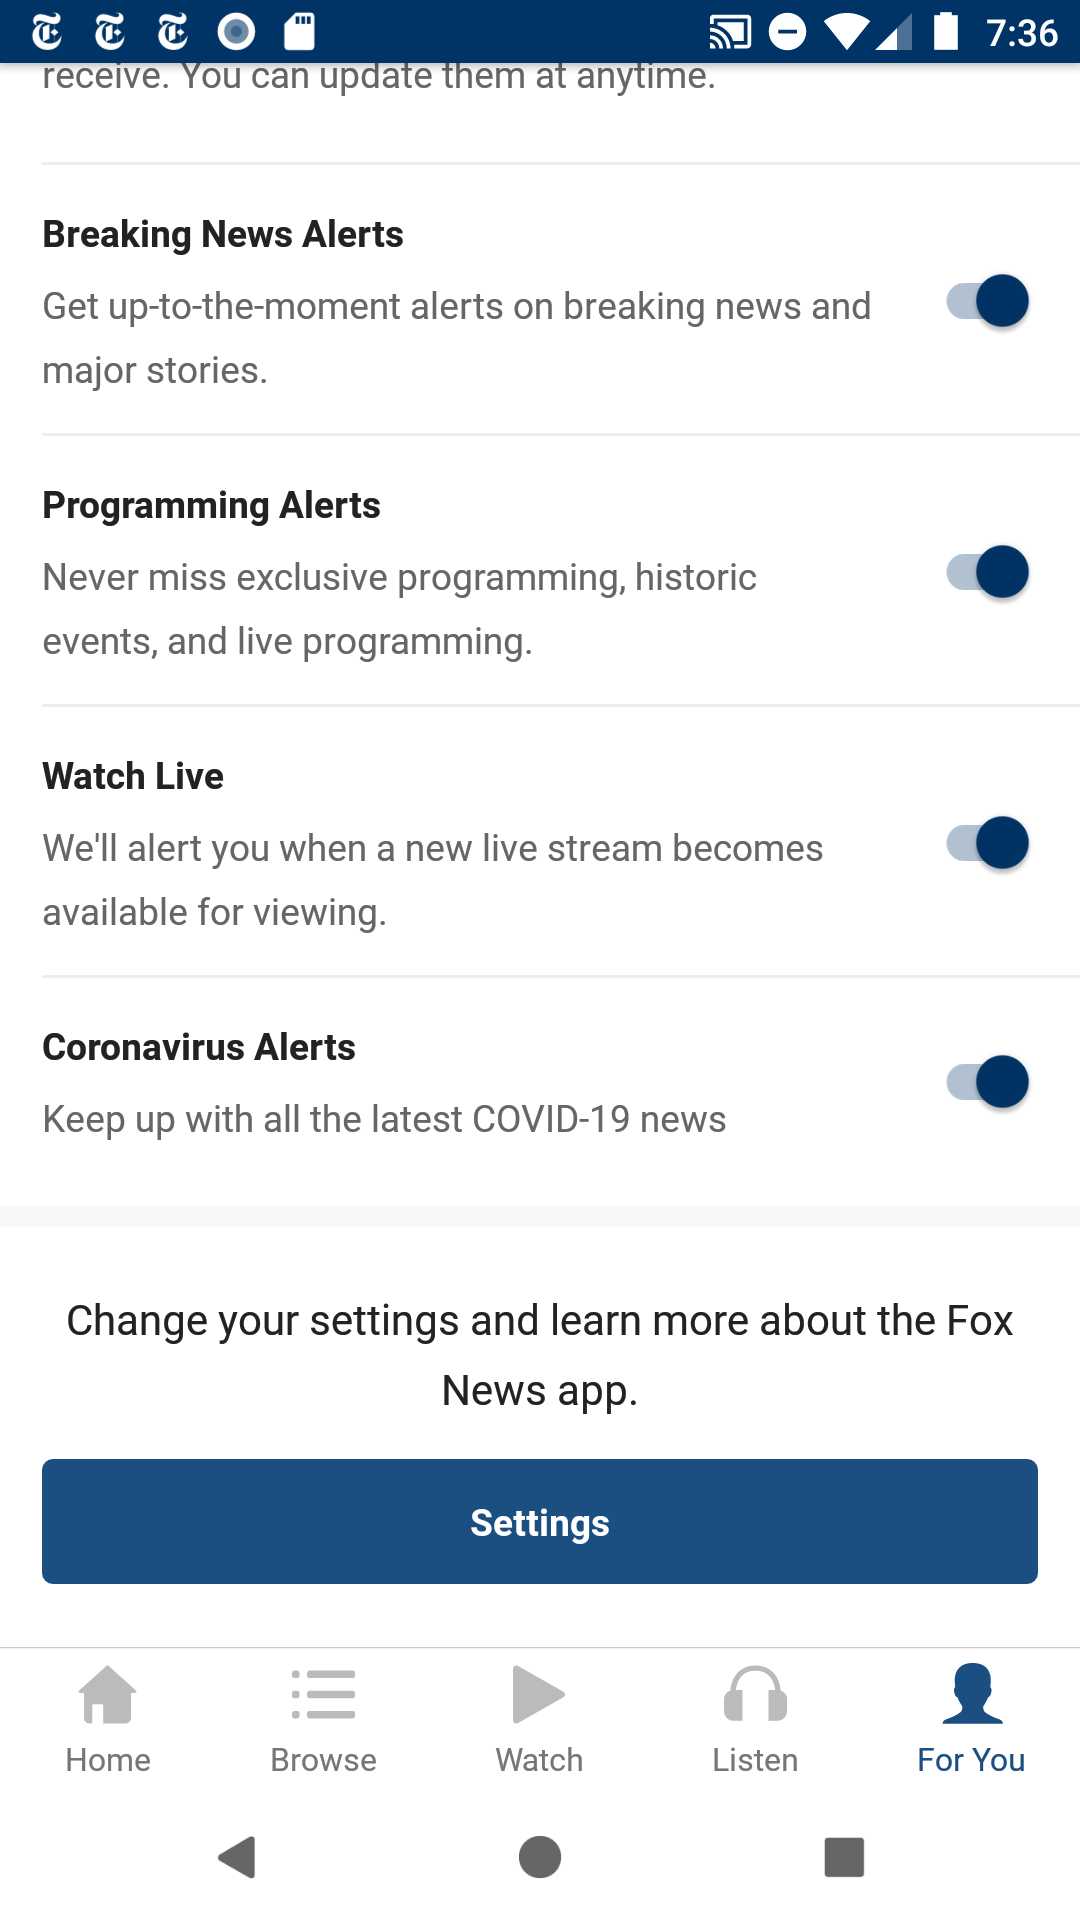 7:36
receive. You can update them at anytime.
Breaking News Alerts
Get up-to-the-moment alerts on breaking news and
major stories.
Programming Alerts
Never miss exclusive programming, historic
events, and live programming.
Watch Live
We'll alert you when a new live stream becomes
available for viewing.
Coronavirus Alerts
Keep up with all the latest COVID-19 news
Change your settings and learn more about the Fox
News app.
Settings
Home Browse Watch Listen For You